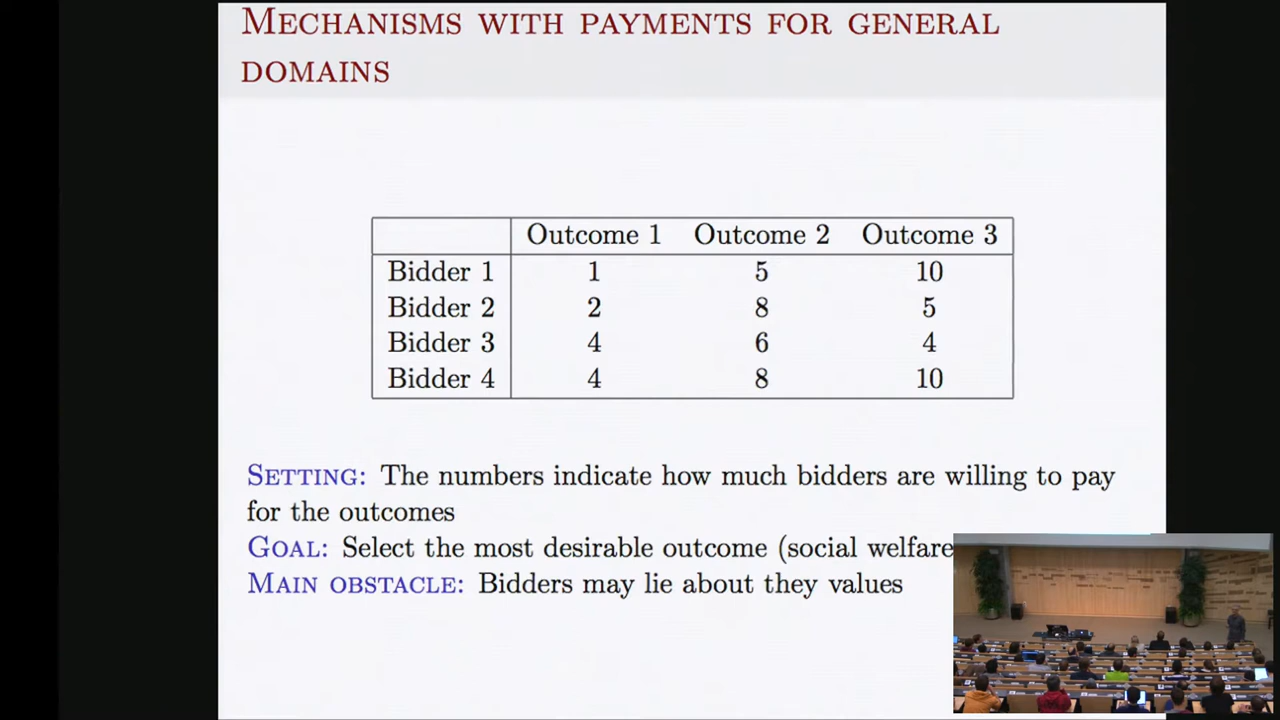 MECHANISMS WITH PAYMENTS FOR GENERAL
DOMAINS
Outcome 1 Outcome 2 Outcome 3
Bidder 1 1 5 10
Bidder 2 2 8 5
Bidder 3 4 6 4
Bidder 4 4 8 10
SETTING: The numbers indicate how much bidders are willing to pay
for the outcomes
GOAL: Select the most desirable outcome (social welfare
MAIN OBSTACLE: Bidders may lie about they values